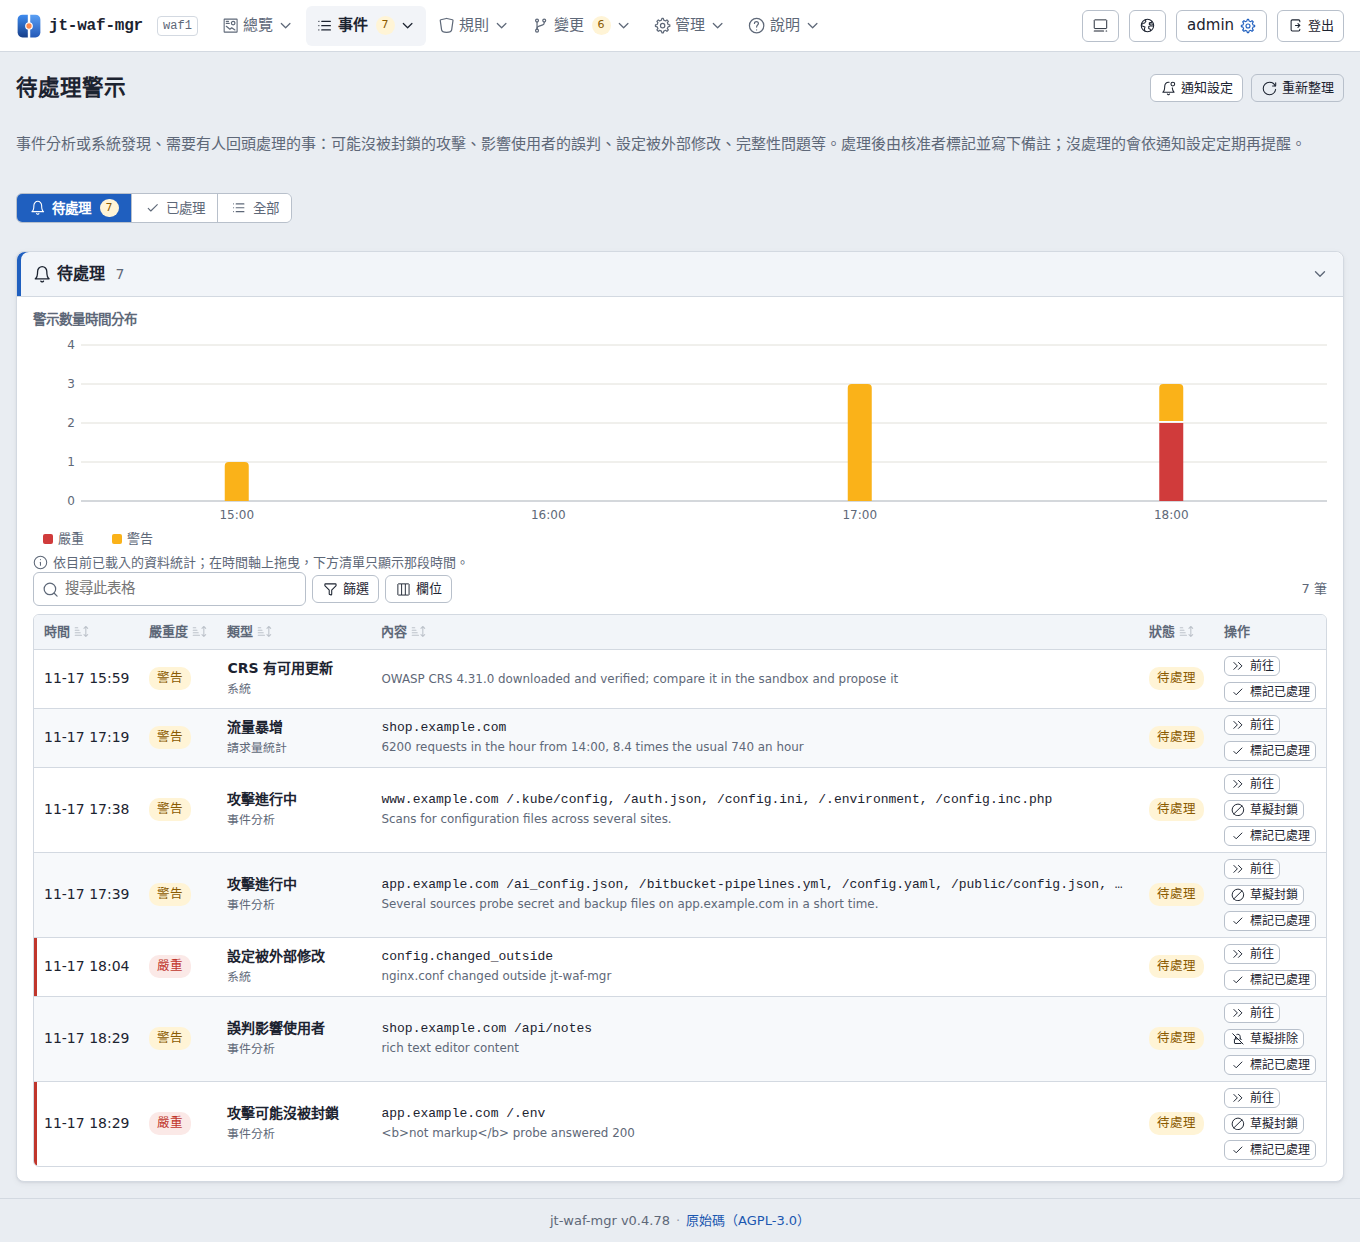 jt-waf-mgr waf1 總覽 事件 7 規則 變更 6 管理 說明 admin 登出
待處理警示 通知設定 重新整理
事件分析或系統發現、需要有人回頭處理的事：可能沒被封鎖的攻擊、影響使用者的誤判、設定被外部修改、完整性問題等。處理後由核准者標記並寫下備註；沒處理的會依通知設定定期再提醒。
待處理 7 已處理 全部
待處理 7
警示數量時間分布
4
3
2
1
0
15:00 16:00 17:00 18:00
嚴重 警告
依目前已載入的資料統計；在時間軸上拖曳，下方清單只顯示那段時間。
搜尋此表格 篩選 欄位 7 筆
時間 嚴重度 類型 內容 狀態 操作
11-17 15:59 警告 CRS 有可用更新 系統 OWASP CRS 4.31.0 downloaded and verified; compare it in the sandbox and propose it 待處理 前往 標記已處理
11-17 17:19 警告 流量暴增 請求量統計 shop.example.com 6200 requests in the hour from 14:00, 8.4 times the usual 740 an hour 待處理 前往 標記已處理
11-17 17:38 警告 攻擊進行中 事件分析 www.example.com /.kube/config, /auth.json, /config.ini, /.environment, /config.inc.php Scans for configuration files across several sites. 待處理 前往 草擬封鎖 標記已處理
11-17 17:39 警告 攻擊進行中 事件分析 app.example.com /ai_config.json, /bitbucket-pipelines.yml, /config.yaml, /public/config.json, … Several sources probe secret and backup files on app.example.com in a short time. 待處理 前往 草擬封鎖 標記已處理
11-17 18:04 嚴重 設定被外部修改 系統 config.changed_outside nginx.conf changed outside jt-waf-mgr 待處理 前往 標記已處理
11-17 18:29 警告 誤判影響使用者 事件分析 shop.example.com /api/notes rich text editor content 待處理 前往 草擬排除 標記已處理
11-17 18:29 嚴重 攻擊可能沒被封鎖 事件分析 app.example.com /.env <b>not markup</b> probe answered 200 待處理 前往 草擬封鎖 標記已處理
jt-waf-mgr v0.4.78 · 原始碼（AGPL-3.0）